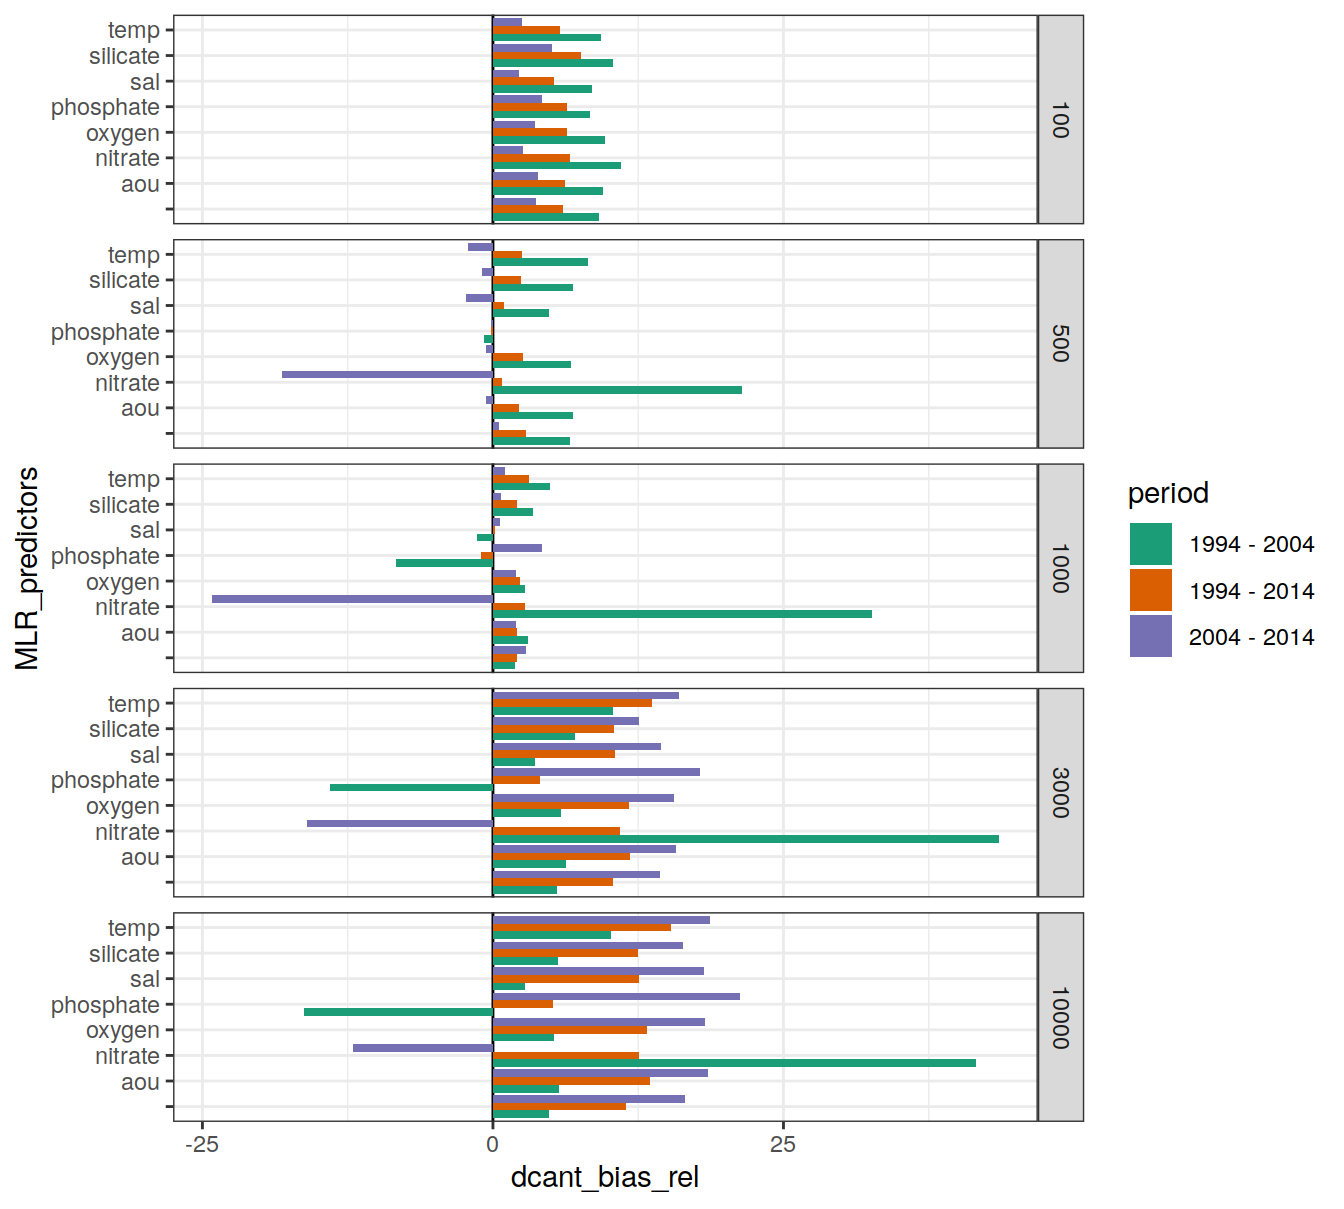 temp
silicate
sal
phosphate
oxygen
nitrate
aou
100
temp
silicate
sal
phosphate
oxygen
nitrate
aou
500
temp
silicate
sal
phosphate
oxygen
nitrate
aou
1000
temp
silicate
sal
phosphate
oxygen
nitrate
aou
3000
temp
silicate
sal
phosphate
oxygen
nitrate
aou
10000
MLR_predictors
-25
0
25
dcant_bias_rel
period
1994 - 2004
1994 - 2014
2004 - 2014